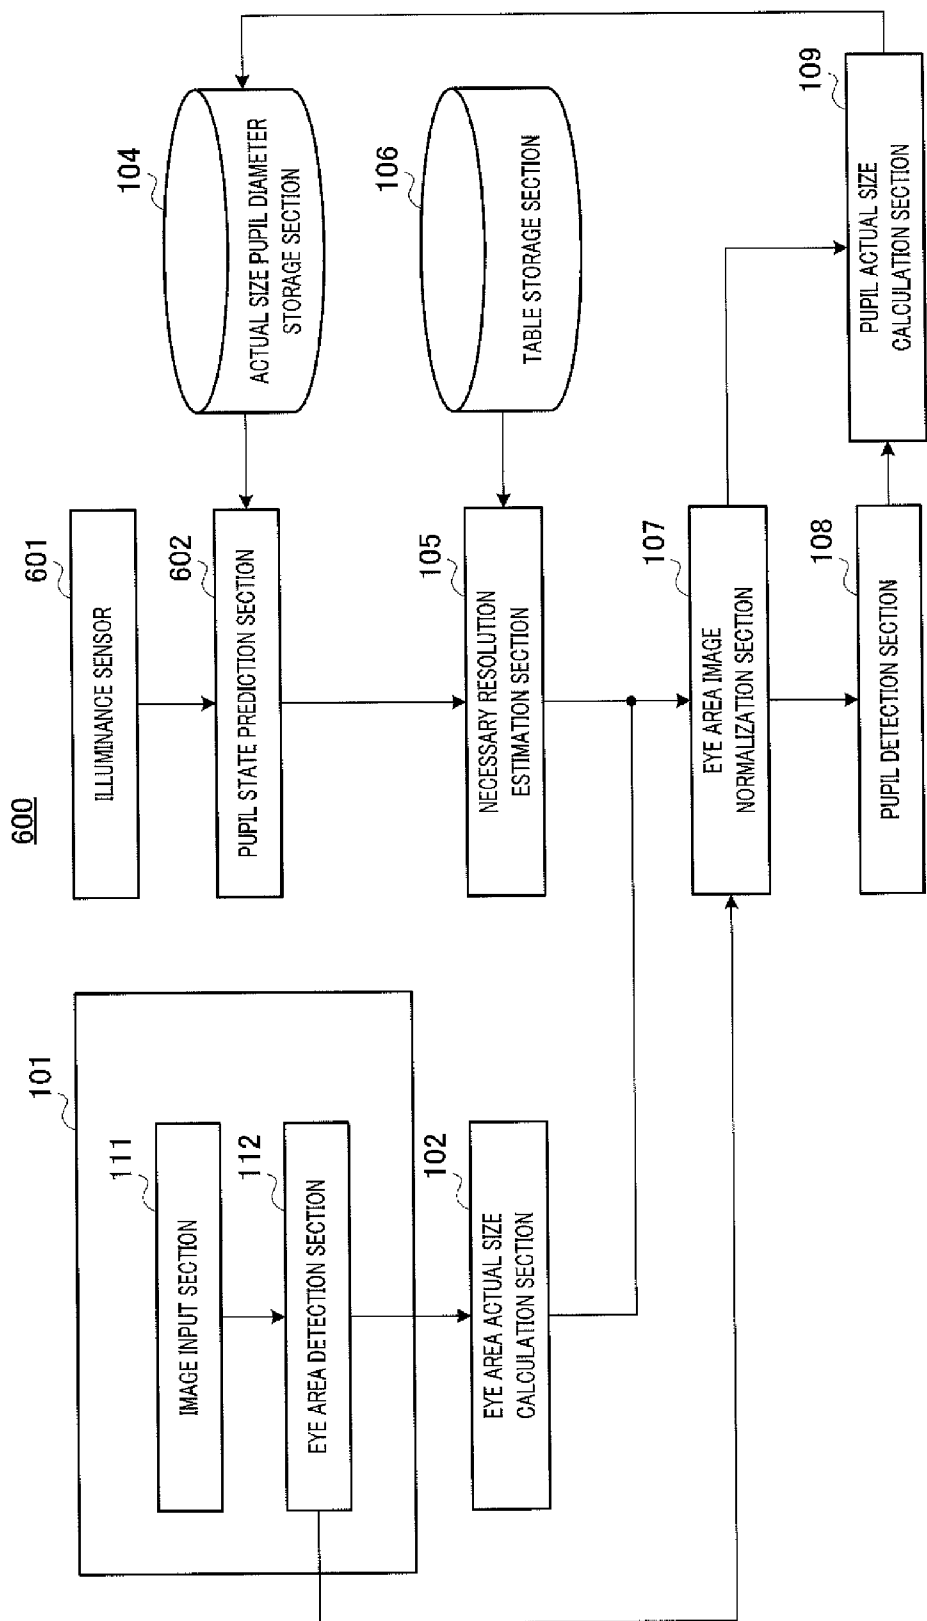 600
101
111
IMAGE INPUT SECTION
112
EYE AREA DETECTION SECTION
102
EYE AREA ACTUAL SIZE
CALCULATION SECTION
601
ILLUMINANCE SENSOR
602
PUPIL STATE PREDICTION SECTION
105
NECESSARY RESOLUTION
ESTIMATION SECTION
107
EYE AREA IMAGE
NORMALIZATION SECTION
108
PUPIL DETECTION SECTION
104
ACTUAL SIZE PUPIL DIAMETER
STORAGE SECTION
106
TABLE STORAGE SECTION
109
PUPIL ACTUAL SIZE
CALCULATION SECTION